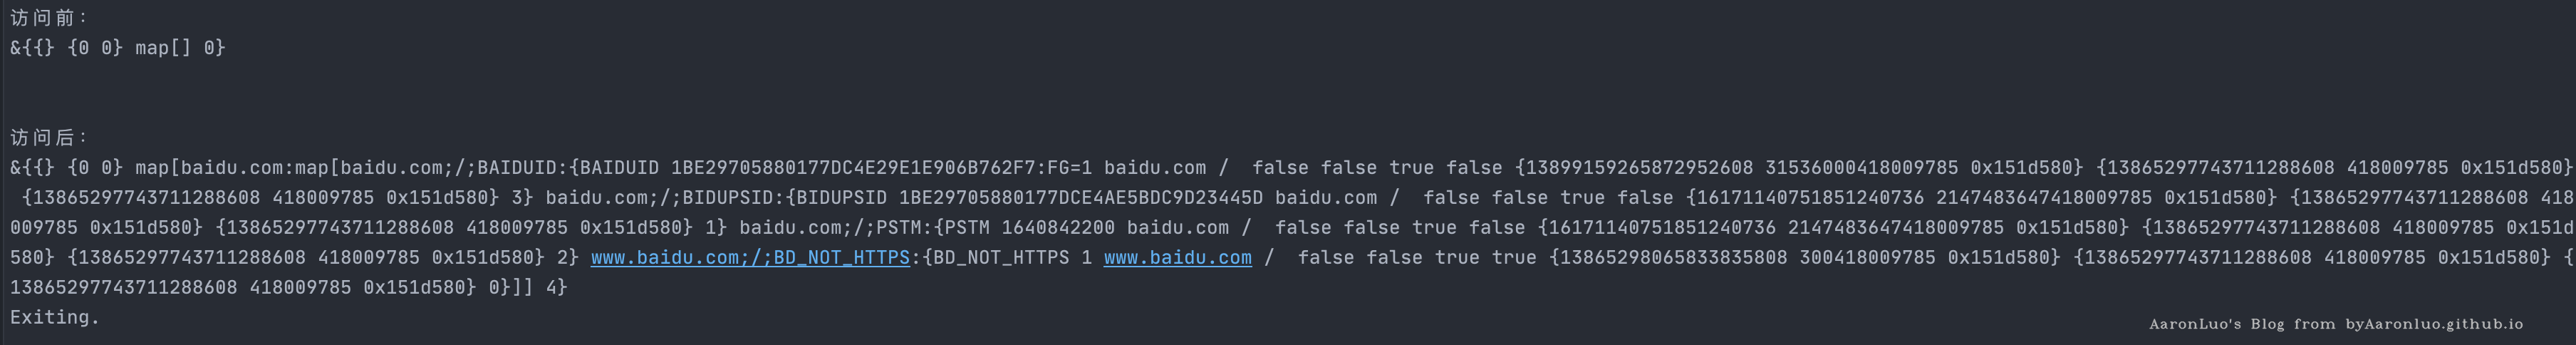 访问前：
&{{} {0 0} map[] 0}
访问后：
&{{} {0 0} map[baidu.com:map[baidu.com;/;BAIDUID:{BAIDUID 1BE29705880177DC4E29E1E906B762F7:FG=1 baidu.com /  false false true false {13899159265872952608 315360000418009785 0x151d580} {13865297743711288608 418009785 0x151d580}
{13865297743711288608 418009785 0x151d580} 3} baidu.com;/;BIDUPSID:{BIDUPSID 1BE29705880177DCE4AE5BDC9D23445D baidu.com /  false false true false {16171140751851240736 2147483647418009785 0x151d580} {13865297743711288608 418
009785 0x151d580} {13865297743711288608 418009785 0x151d580} 1} baidu.com;/;PSTM:{PSTM 1640842200 baidu.com /  false false true false {16171140751851240736 2147483647418009785 0x151d580} {13865297743711288608 418009785 0x151d
580} {13865297743711288608 418009785 0x151d580} 2} www.baidu.com;/;BD_NOT_HTTPS:{BD_NOT_HTTPS 1 www.baidu.com /  false false true true {13865298065833835808 300418009785 0x151d580} {13865297743711288608 418009785 0x151d580} {
13865297743711288608 418009785 0x151d580} 0}]] 4}
Exiting.
AaronLuo's Blog from byAaronluo.github.io